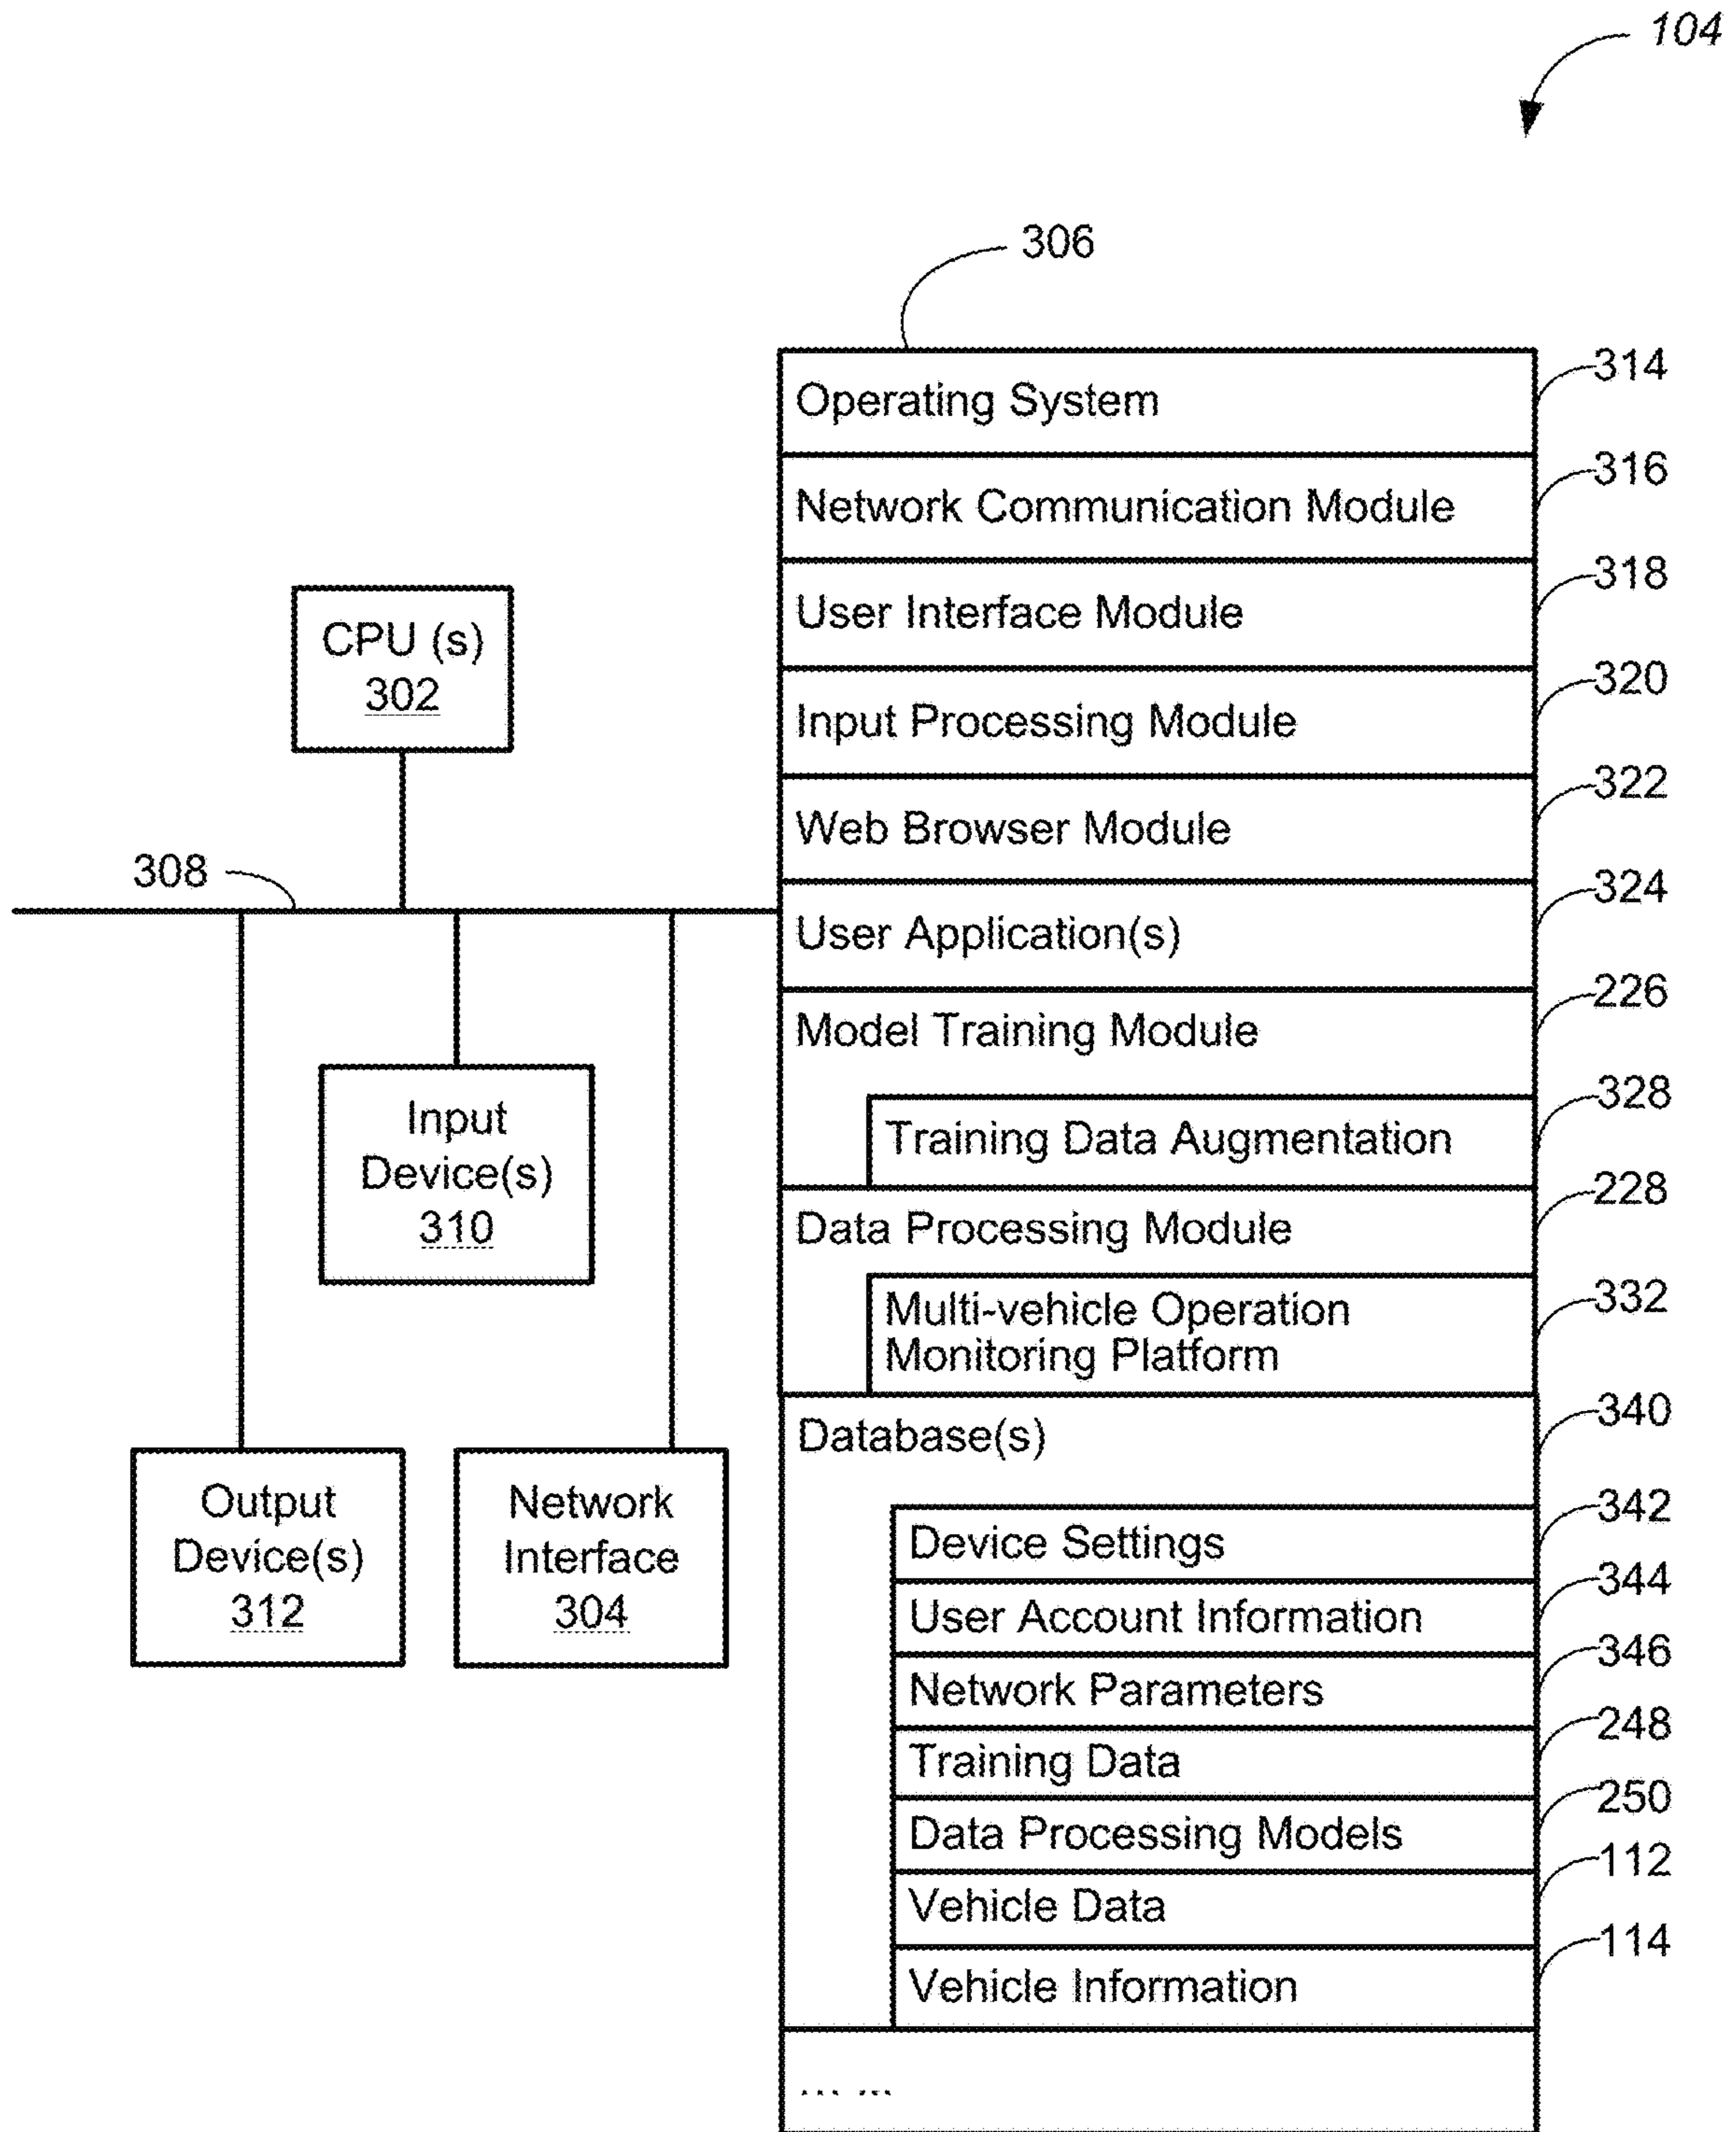 104
306
Operating System
314
Network Communication Module
316
User Interface Module
318
Input Processing Module
320
Web Browser Module
322
User Application(s)
324
Model Training Module
226
Training Data Augmentation
328
Data Processing Module
228
Multi-vehicle Operation
Monitoring Platform
332
Database(s)
340
Device Settings
342
User Account Information
344
Network Parameters
346
Training Data
248
Data Processing Models
250
Vehicle Data
112
Vehicle Information
114
... ...
CPU (s)
302
308
Input
Device(s)
310
Output
Device(s)
312
Network
Interface
304